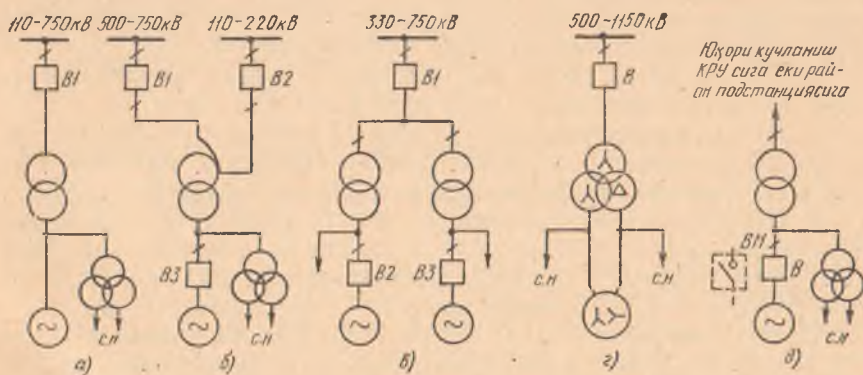 110-750кВ 500-750кВ 110-220кВ 330-750кВ 500-1150кВ
Юқори кучланиш
КРУ сига еки рай-
он подстанциясига
В1 В1 В2 В1 В
ВН
В3 В2 В3 В
с.н с.н с.н с.н с.н
а) б) в) г) д)